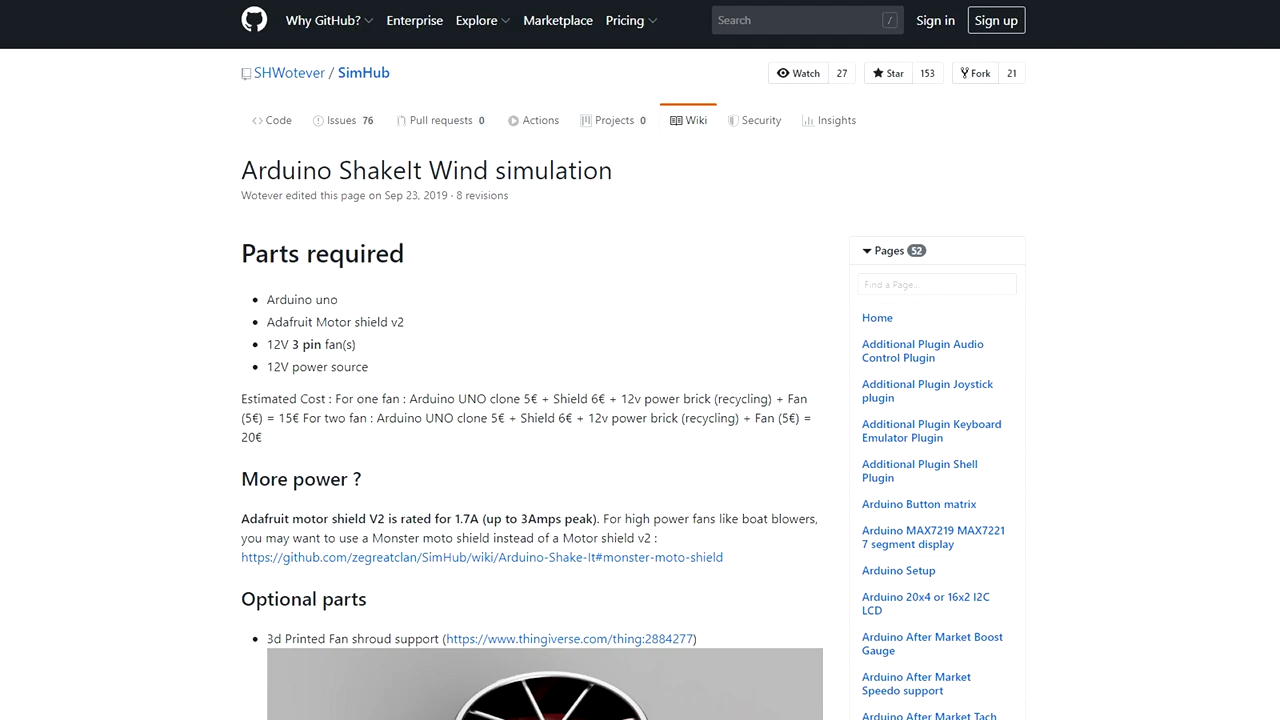 Why GitHub? Enterprise Explore Marketplace Pricing Search / Sign in Sign up
SHWotever / SimHub Watch 27 Star 153 Fork 21
Code Issues 76 Pull requests 0 Actions Projects 0 Wiki Security Insights
Arduino ShakeIt Wind simulation
Wotever edited this page on Sep 23, 2019 · 8 revisions
Parts required
• Arduino uno
• Adafruit Motor shield v2
• 12V 3 pin fan(s)
• 12V power source
Estimated Cost : For one fan : Arduino UNO clone 5€ + Shield 6€ + 12v power brick (recycling) + Fan
(5€) = 15€ For two fan : Arduino UNO clone 5€ + Shield 6€ + 12v power brick (recycling) + Fan (5€) =
20€
More power ?
Adafruit motor shield V2 is rated for 1.7A (up to 3Amps peak). For high power fans like boat blowers,
you may want to use a Monster moto shield instead of a Motor shield v2 :
https://github.com/zegreatclan/SimHub/wiki/Arduino-Shake-It#monster-moto-shield
Optional parts
• 3d Printed Fan shroud support (https://www.thingiverse.com/thing:2884277)
Pages 52
Find a Page...
Home
Additional Plugin Audio
Control Plugin
Additional Plugin Joystick
plugin
Additional Plugin Keyboard
Emulator Plugin
Additional Plugin Shell
Plugin
Arduino Button matrix
Arduino MAX7219 MAX7221
7 segment display
Arduino Setup
Arduino 20x4 or 16x2 I2C
LCD
Arduino After Market Boost
Gauge
Arduino After Market
Speedo support
Arduino After Market Tach